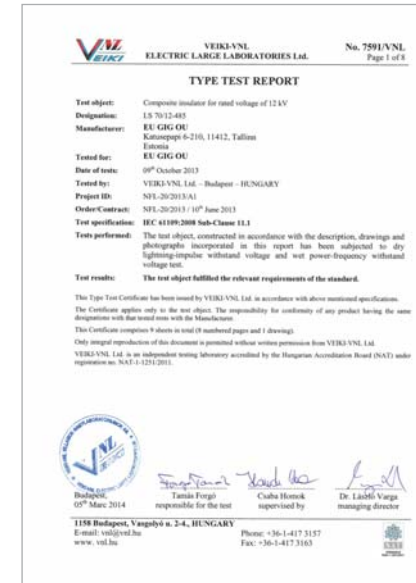 VNL
VEIKI
VEIKI-VNL
ELECTRIC LARGE LABORATORIES Ltd.
No. 7591/VNL
Page 1 of 8
TYPE TEST REPORT
Test object: Composite insulator for rated voltage of 12 kV
Designation: LS 70/12-485
Manufacturer: EU GIG OU
Katusepapi 6-210, 11412, Tallinn
Estonia
Tested for: EU GIG OU
Date of tests: 09th October 2013
Tested by: VEIKI-VNL Ltd. – Budapest – HUNGARY
Project ID: NFL-20/2013/A1
Order/Contract: NFL-20/2013 / 10th June 2013
Test specification: IEC 61109:2008 Sub-Clause 11.1
Tests performed: The test object, constructed in accordance with the description, drawings and
photographs incorporated in this report has been subjected to dry
lightning-impulse withstand voltage and wet power-frequency withstand
voltage test.
Test results: The test object fulfilled the relevant requirements of the standard.
This Type Test Certificate has been issued by VEIKI-VNL Ltd. in accordance with above mentioned specifications.
The Certificate applies only to the test object. The responsibility for conformity of any product having the same
designations with that tested rests with the Manufacturer.
This Certificate comprises 9 sheets in total (8 numbered pages and 1 drawing).
Only integral reproduction of this document is permitted without written permission from VEIKI-VNL Ltd.
VEIKI-VNL Ltd. is an independent testing laboratory accredited by the Hungarian Accreditation Board (NAT) under
registration no. NAT-1-1251/2011.
VNL
Budapest,
05th Marc 2014
Tamás Forgó
responsible for the test
Csaba Homok
supervised by
Dr. László Varga
managing director
1158 Budapest, Vasgolyó u. 2-4., HUNGARY
E-mail: vnl@vnl.hu
www. vnl.hu
Phone: +36-1-417 3157
Fax: +36-1-417 3163